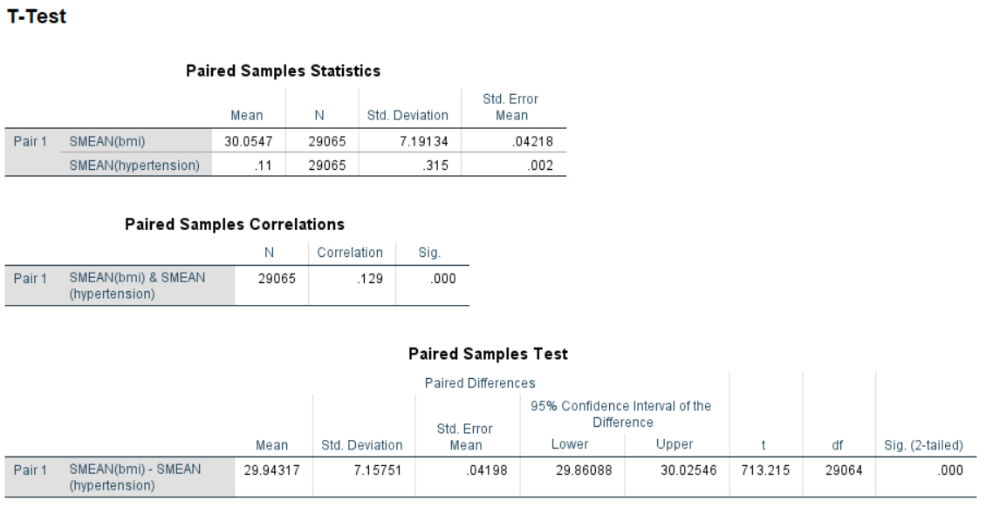 T-Test
Paired Samples Statistics
Mean N Std. Deviation Std. Error Mean
Pair 1 SMEAN(bmi) 30.0547 29065 7.19134 .04218
SMEAN(hypertension) .11 29065 .315 .002
Paired Samples Correlations
N Correlation Sig.
Pair 1 SMEAN(bmi) & SMEAN (hypertension) 29065 .129 .000
Paired Samples Test
Paired Differences
95% Confidence Interval of the Difference
Mean Std. Deviation Std. Error Mean Lower Upper t df Sig. (2-tailed)
Pair 1 SMEAN(bmi) - SMEAN (hypertension) 29.94317 7.15751 .04198 29.86088 30.02546 713.215 29064 .000